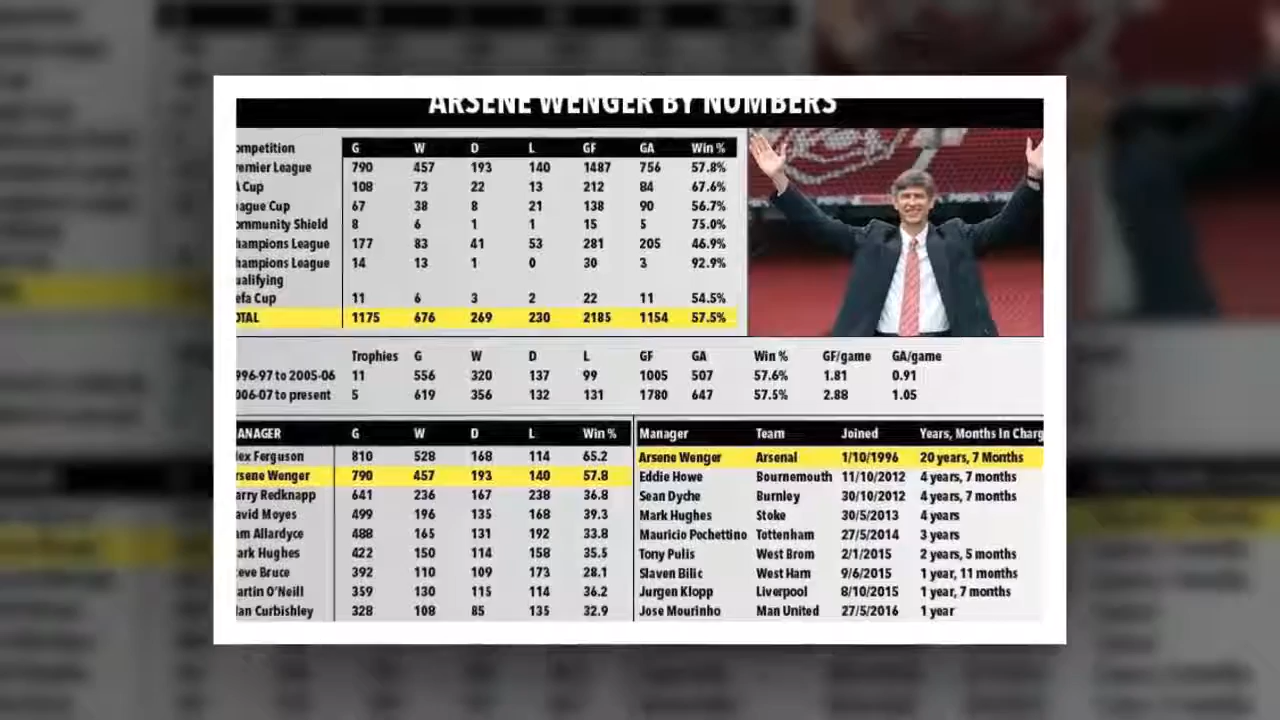 ARSENE WENGER BY NUMBERS
ompetition G W D L GF GA Win %
remier League 790 457 193 140 1487 756 57.8%
A Cup 108 73 22 13 212 84 67.6%
eague Cup 67 38 8 21 138 90 56.7%
ommunity Shield 8 6 1 1 15 5 75.0%
hampions League 177 83 41 53 281 205 46.9%
hampions League 14 13 1 0 30 3 92.9%
ualifying
efa Cup 11 6 3 2 22 11 54.5%
OTAL 1175 676 269 230 2185 1154 57.5%
Trophies G W D L GF GA Win % GF/game GA/game
996-97 to 2005-06 11 556 320 137 99 1005 507 57.6% 1.81 0.91
006-07 to present 5 619 356 132 131 1780 647 57.5% 2.88 1.05
ANAGER G W D L Win %
lex Ferguson 810 528 168 114 65.2
rsene Wenger 790 457 193 140 57.8
arry Redknapp 641 236 167 238 36.8
avid Moyes 499 196 135 168 39.3
am Allardyce 488 165 131 192 33.8
ark Hughes 422 150 114 158 35.5
eve Bruce 392 110 109 173 28.1
artin O'Neill 359 130 115 114 36.2
lan Curbishley 328 108 85 135 32.9
Manager Team Joined Years, Months In Charg
Arsene Wenger Arsenal 1/10/1996 20 years, 7 Months
Eddie Howe Bournemouth 11/10/2012 4 years, 7 months
Sean Dyche Burnley 30/10/2012 4 years, 7 months
Mark Hughes Stoke 30/5/2013 4 years
Mauricio Pochettino Tottenham 27/5/2014 3 years
Tony Pulis West Brom 2/1/2015 2 years, 5 months
Slaven Bilic West Ham 9/6/2015 1 year, 11 months
Jurgen Klopp Liverpool 8/10/2015 1 year, 7 months
Jose Mourinho Man United 27/5/2016 1 year